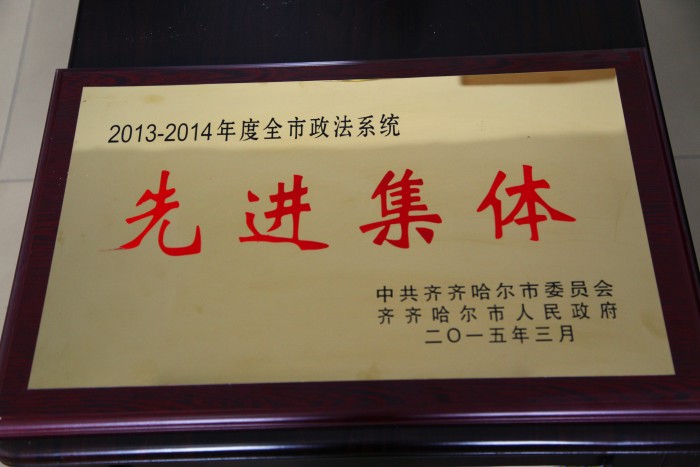 2013-2014年度全市政法系统
先进集体
中共齐齐哈尔市委员会
齐齐哈尔市人民政府
二〇一五年三月